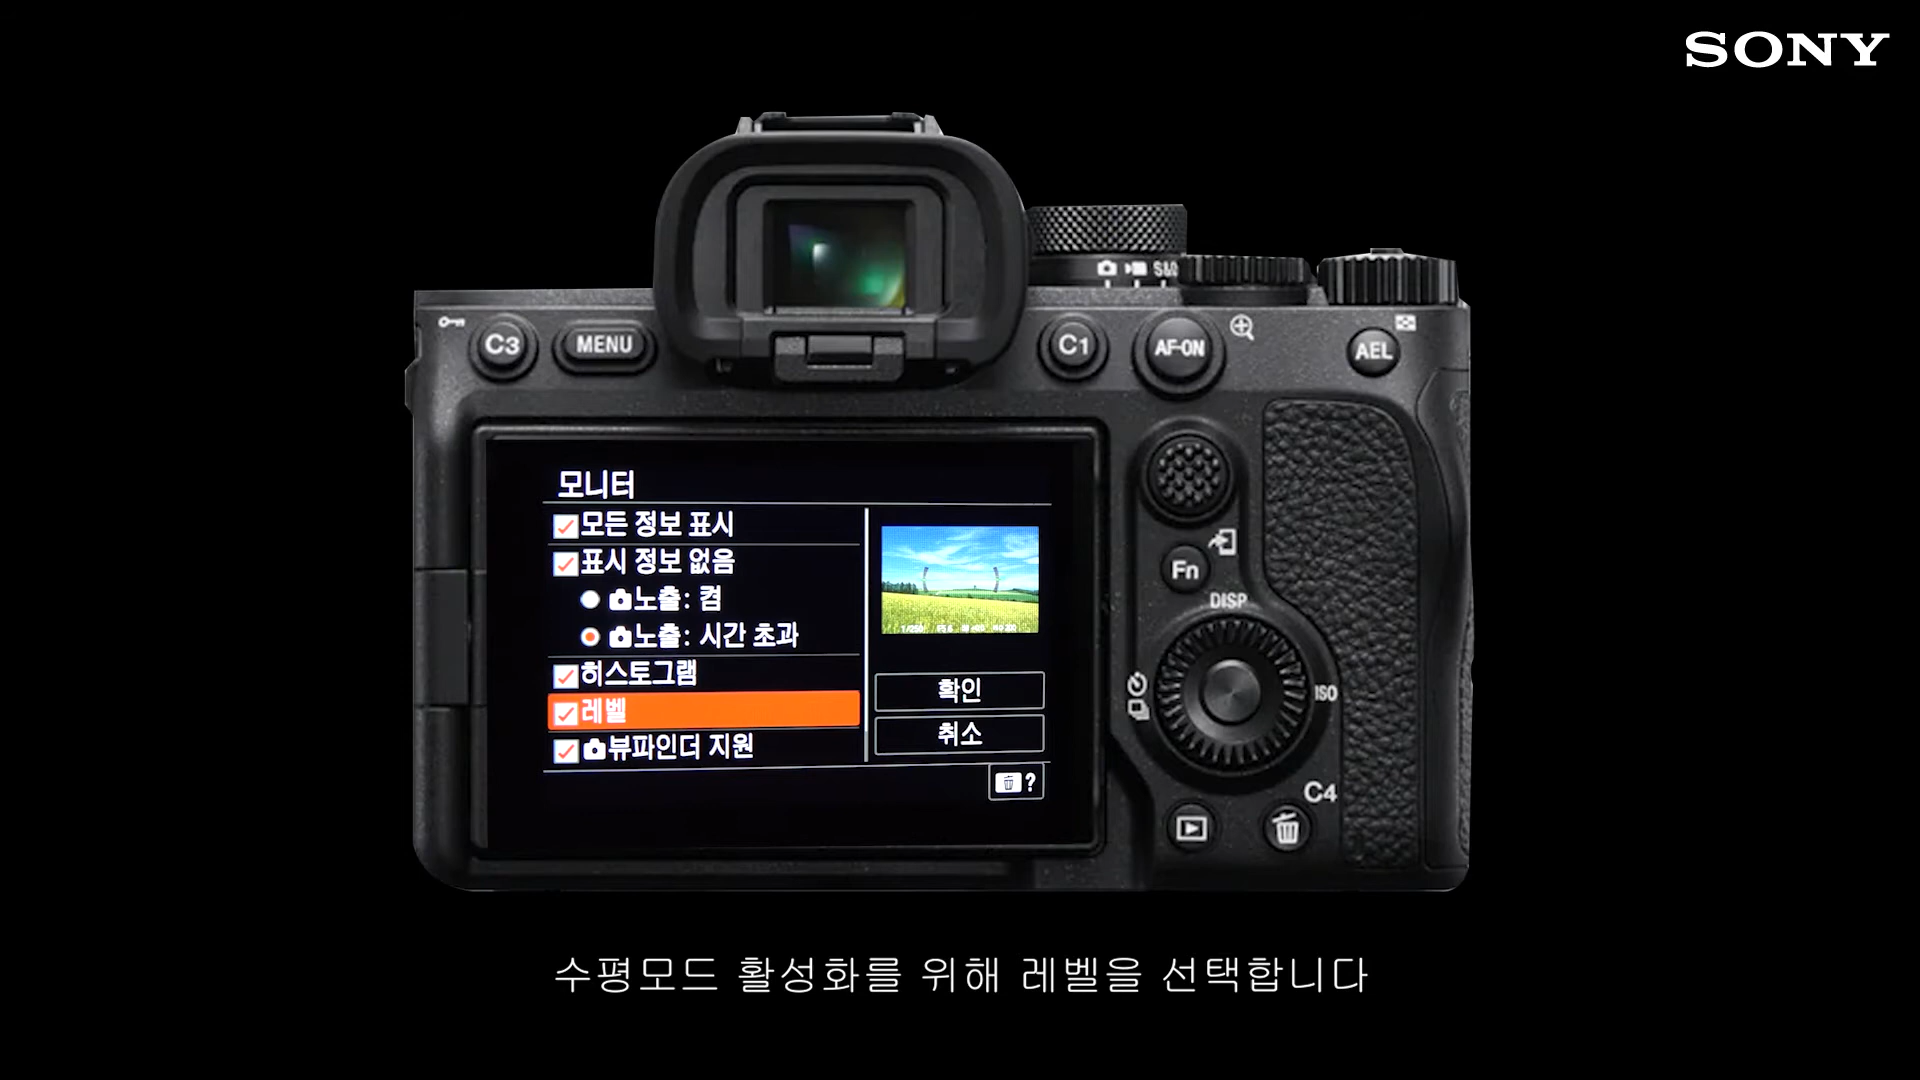 SONY
S&Q
C3
MENU
C1
AF-ON
AEL
모니터
모든 정보 표시
표시 정보 없음
노출: 켬
노출: 시간 초과
히스토그램
레벨
뷰파인더 지원
확인
취소
?
Fn
DISP
ISO
C4
수평모드 활성화를 위해 레벨을 선택합니다